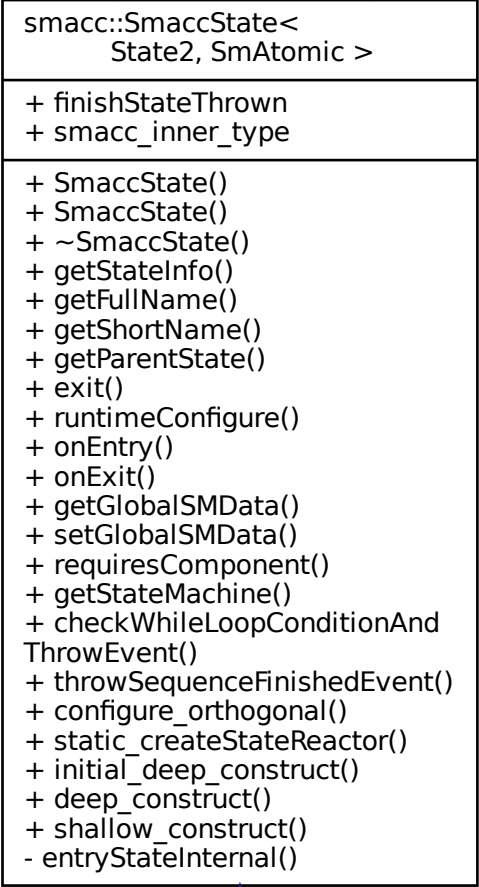 smacc::SmaccState<
State2, SmAtomic >
+ finishStateThrown
+ smacc_inner_type
+ SmaccState()
+ SmaccState()
+ ~SmaccState()
+ getStateInfo()
+ getFullName()
+ getShortName()
+ getParentState()
+ exit()
+ runtimeConfigure()
+ onEntry()
+ onExit()
+ getGlobalSMData()
+ setGlobalSMData()
+ requiresComponent()
+ getStateMachine()
+ checkWhileLoopConditionAnd
ThrowEvent()
+ throwSequenceFinishedEvent()
+ configure_orthogonal()
+ static_createStateReactor()
+ initial_deep_construct()
+ deep_construct()
+ shallow_construct()
- entryStateInternal()